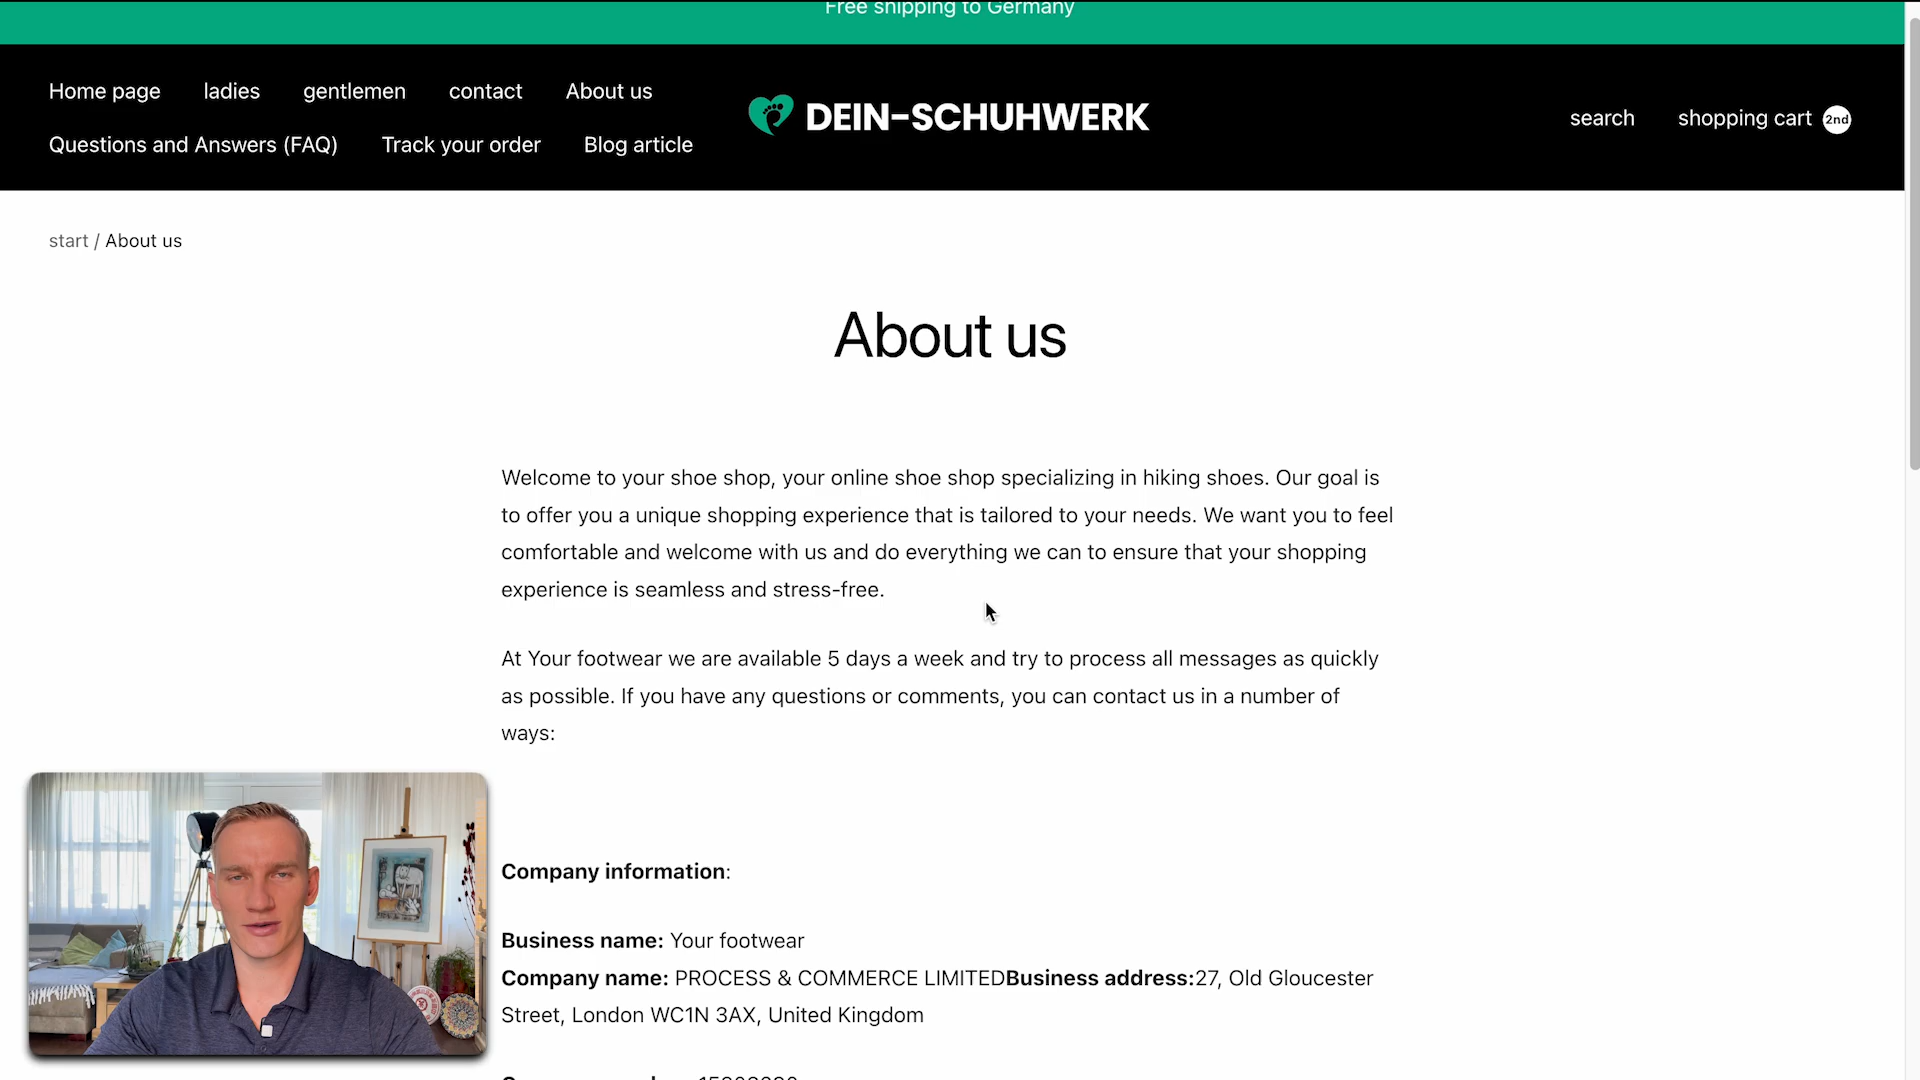 Free shipping to Germany
Home page ladies gentlemen contact About us
Questions and Answers (FAQ) Track your order Blog article
DEIN-SCHUHWERK
search shopping cart 2nd
start / About us
About us
Welcome to your shoe shop, your online shoe shop specializing in hiking shoes. Our goal is
to offer you a unique shopping experience that is tailored to your needs. We want you to feel
comfortable and welcome with us and do everything we can to ensure that your shopping
experience is seamless and stress-free.
At Your footwear we are available 5 days a week and try to process all messages as quickly
as possible. If you have any questions or comments, you can contact us in a number of
ways:
Company information:
Business name: Your footwear
Company name: PROCESS & COMMERCE LIMITEDBusiness address:27, Old Gloucester
Street, London WC1N 3AX, United Kingdom